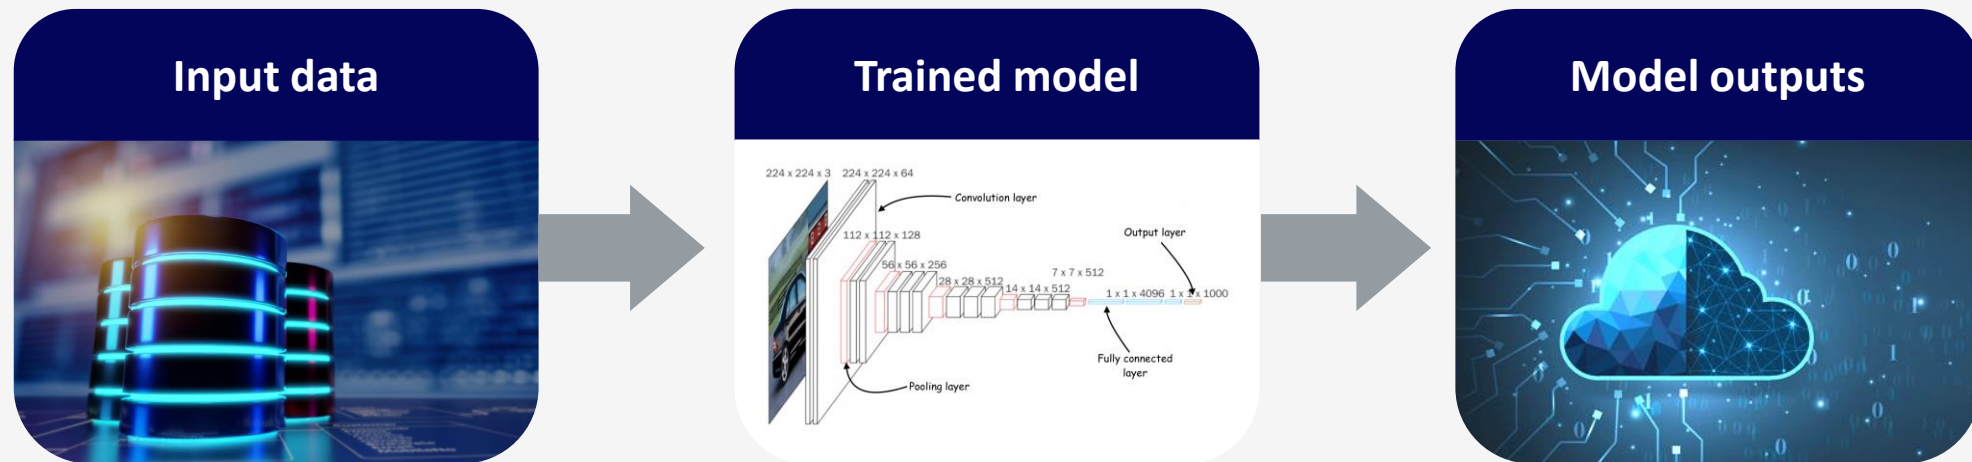 Input data
Trained model
Model outputs
224 x 224 x 3 224 x 224 x 64
Convolution layer
112 x 112 x 128
Output layer
56 x 56 x 256
7 x 7 x 512
28 x 28 x 512
14 x 14 x 512
1 x 1 x 4096 1 x 1 x 1000
Fully connected
layer
Pooling layer